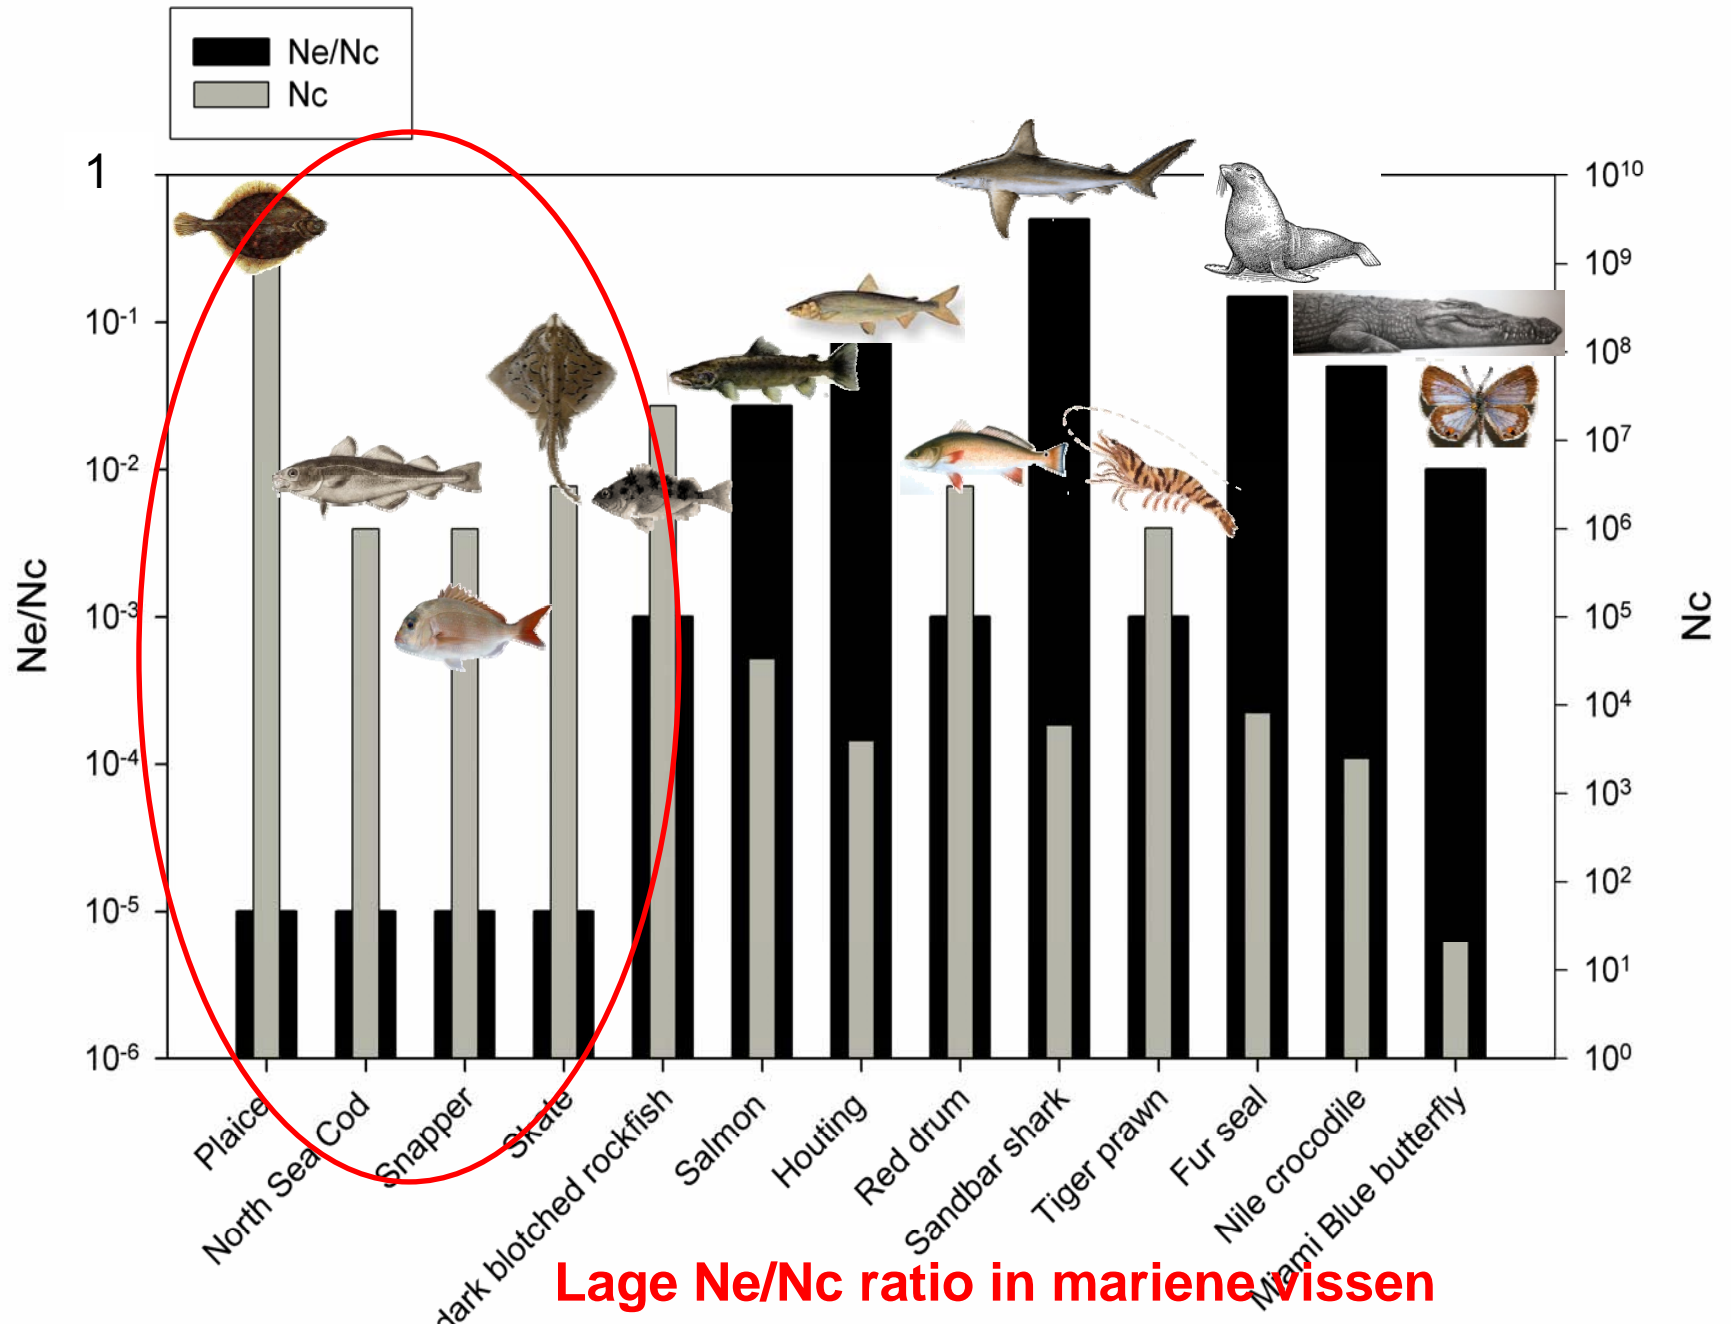 Ne/Nc
Nc
1
10-1
10-2
10-3
10-4
10-5
10-6
Ne/Nc
10¹⁰
10⁹
10⁸
10⁷
10⁶
10⁵
10⁴
10³
10²
10¹
10⁰
Nc
Plaice
North Sea Cod
Snapper
Skate
dark blotched rockfish
Salmon
Houting
Red drum
Sandbar shark
Tiger prawn
Fur seal
Nile crocodile
Miami Blue butterfly
Lage Ne/Nc ratio in mariene vissen